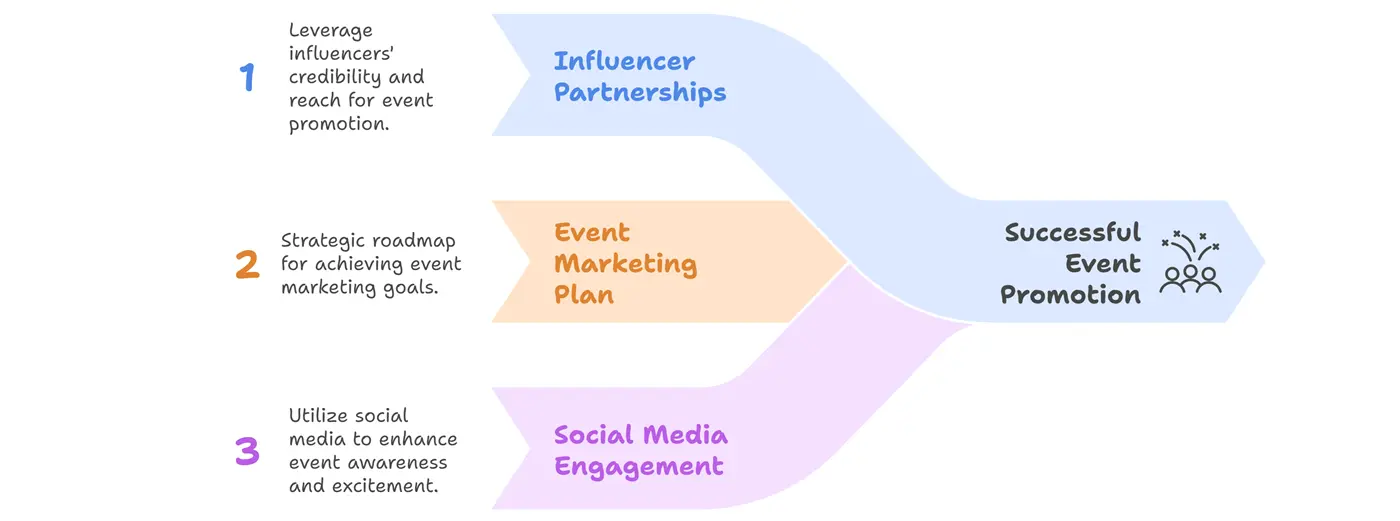 1
Leverage
influencers'
credibility and
reach for event
promotion.
Influencer
Partnerships
2
Strategic roadmap
for achieving event
marketing goals.
Event
Marketing
Plan
3
Utilize social
media to enhance
event awareness
and excitement.
Social Media
Engagement
Successful
Event
Promotion